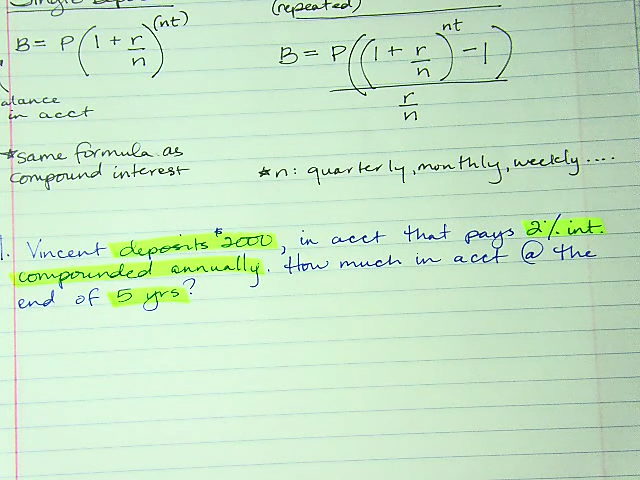 Single Deposit
(repeated)
B = P(1 + r/n)^(nt)
B = P((1 + r/n)^nt - 1)
r/n
alance
in acct
*same formula as
compound interest
*n: quarterly, monthly, weekly....
1. Vincent deposits $2000, in acct that pays 2% int.
compounded annually. How much in acct @ the
end of 5 yrs?